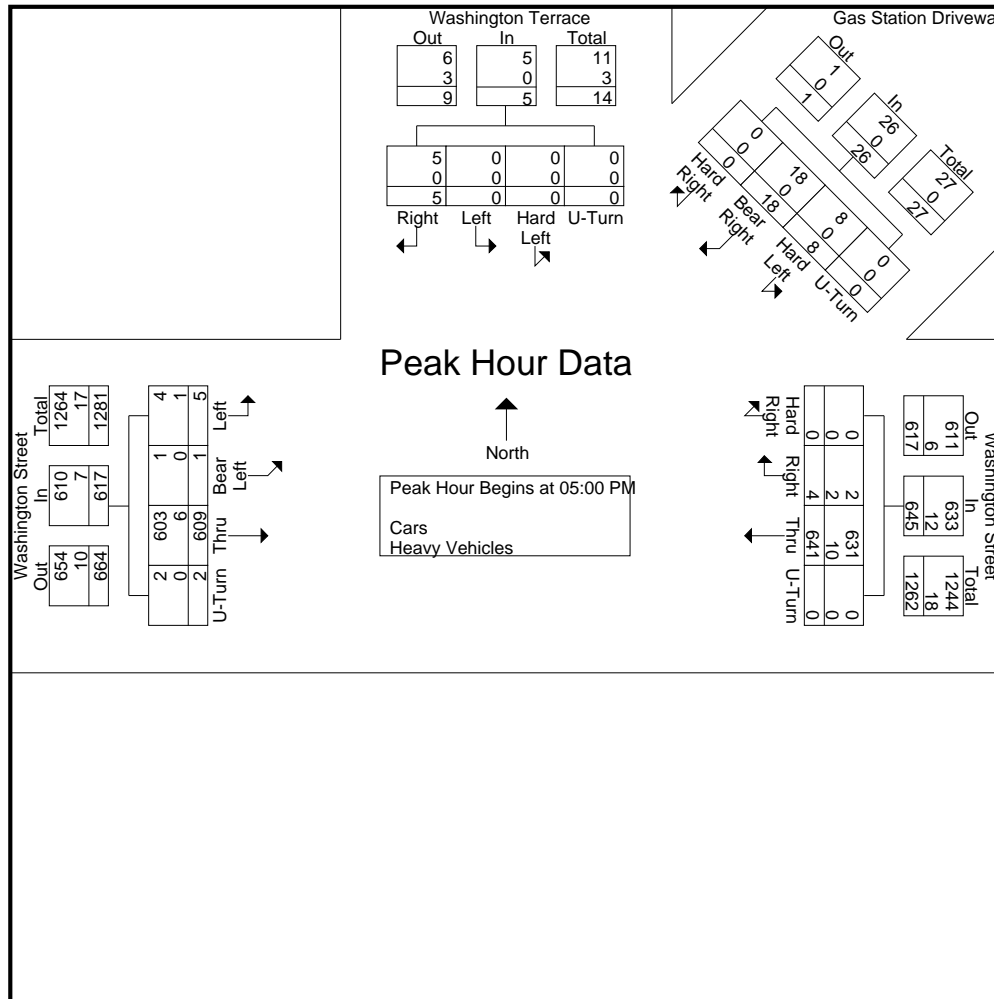 Washington Terrace
Out In Total
6 5 11
3 0 3
9 5 14
5 0 0 0
0 0 0 0
5 0 0 0
Right Left Hard Left U-Turn
Gas Station Drivewa
Out In Total
1 26 27
0 0 0
1 26 27
0 18 8 0
0 0 0 0
0 18 8 0
Hard Right Bear Right Hard Left U-Turn
Peak Hour Data
North
Peak Hour Begins at 05:00 PM
Cars
Heavy Vehicles
Washington Street
Out In Total
654 610 1264
10 7 17
664 617 1281
2 603 1 4
0 6 0 1
2 609 1 5
U-Turn Thru Bear Left Left
Washington Street
Out In Total
611 633 1244
6 12 18
617 645 1262
0 2 631 0
0 2 10 0
0 4 641 0
Hard Right Right Thru U-Turn